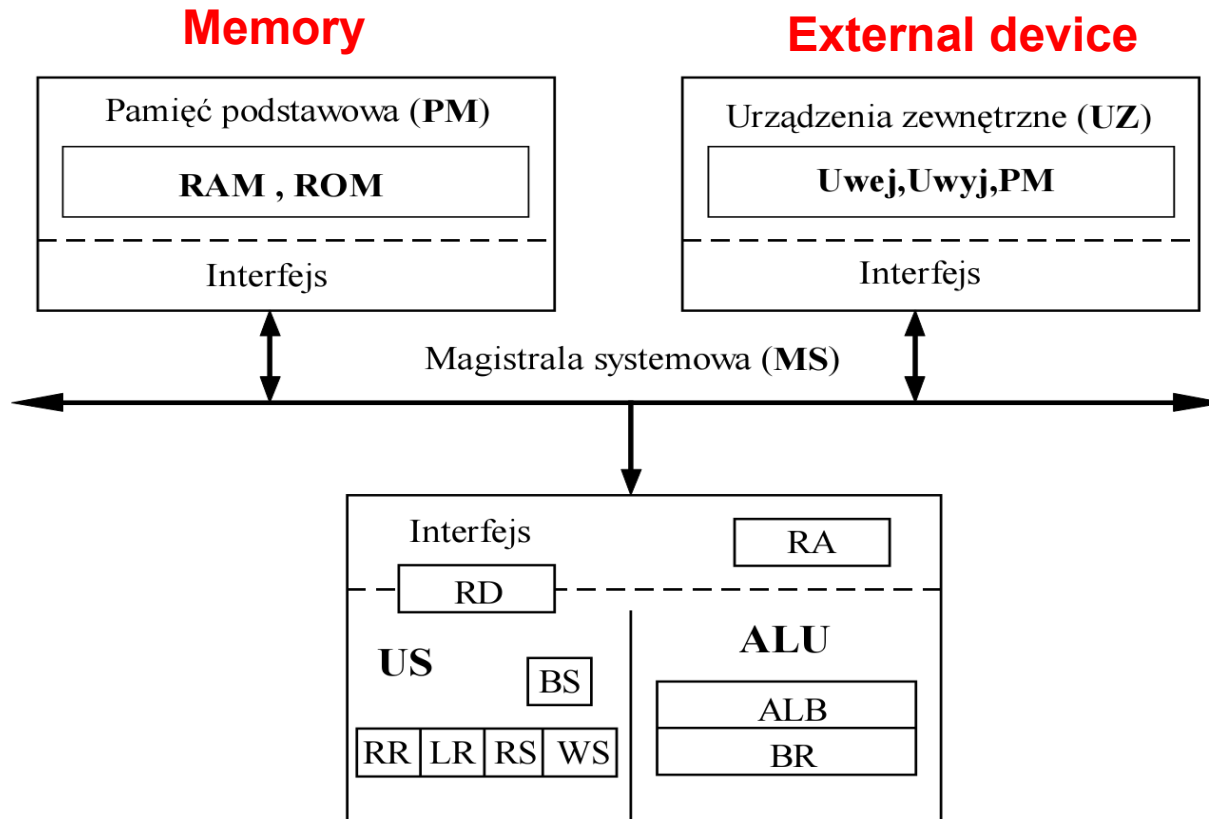 Memory
External device
Pamięć podstawowa (PM)
RAM , ROM
Interfejs
Urządzenia zewnętrzne (UZ)
Uwej,Uwyj,PM
Interfejs
Magistrala systemowa (MS)
Interfejs
RA
RD
US
BS
RR LR RS WS
ALU
ALB
BR